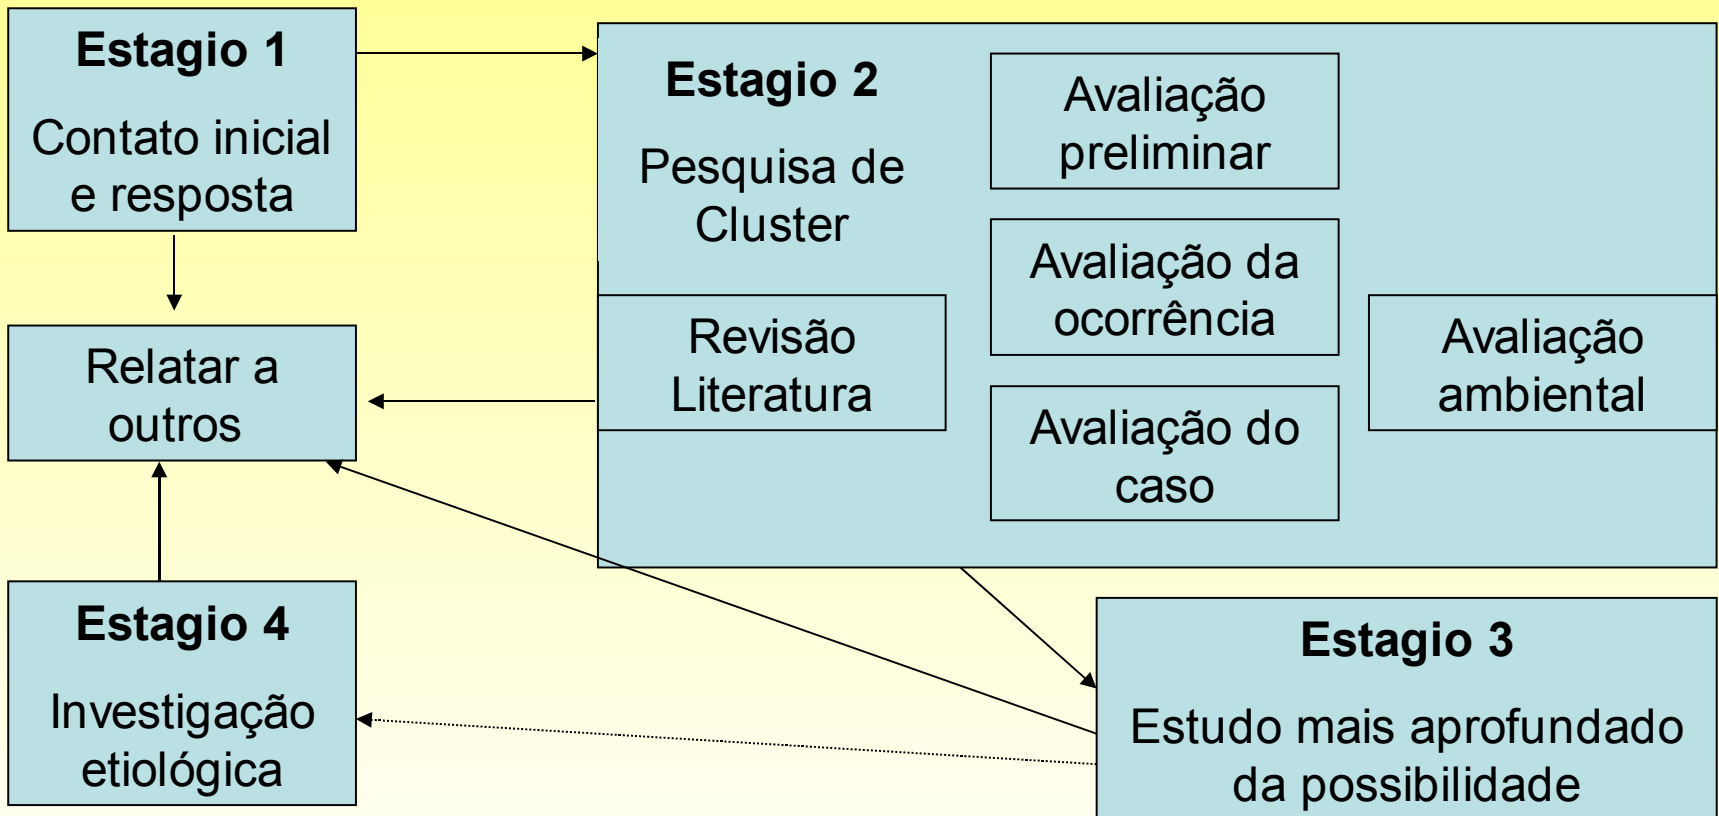 Estagio 1
Contato inicial
e resposta
Estagio 2
Pesquisa de
Cluster
Avaliação
preliminar
Avaliação da
ocorrência
Revisão
Literatura
Avaliação
ambiental
Avaliação do
caso
Relatar a
outros
Estagio 4
Investigação
etiológica
Estagio 3
Estudo mais aprofundado
da possibilidade